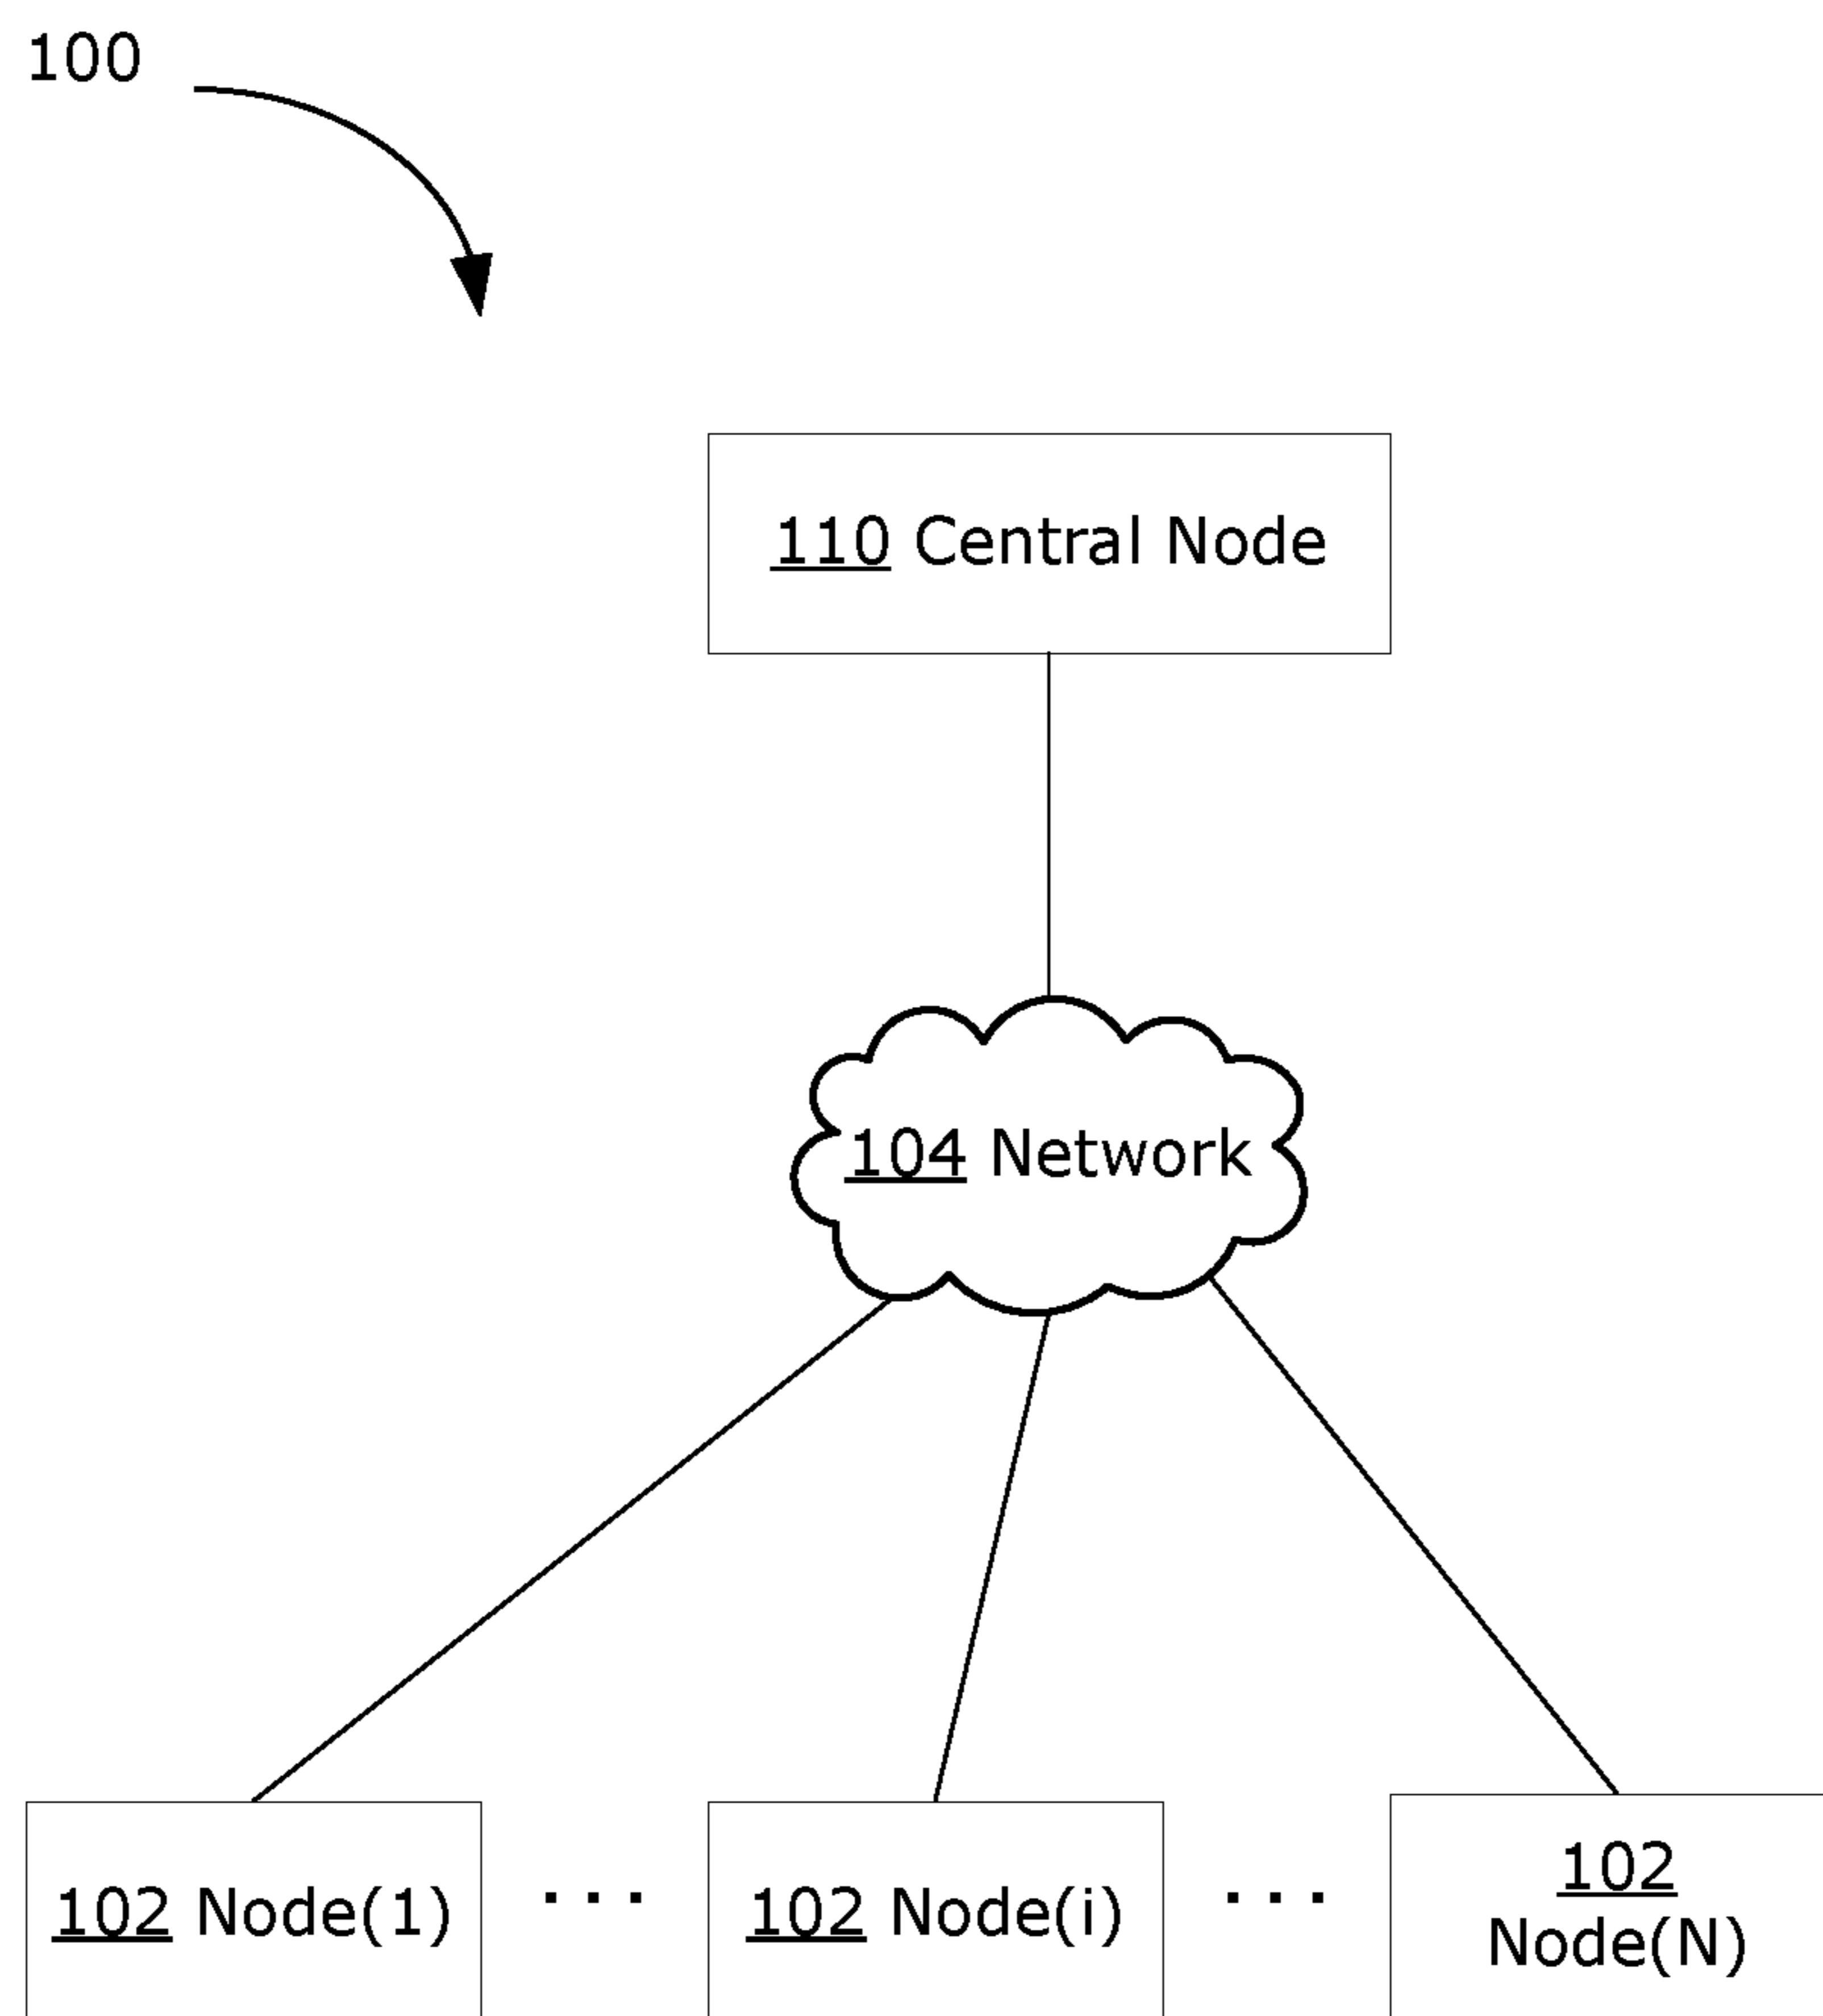 100
110 Central Node
104 Network
102 Node(1) ... 102 Node(i) ... 102
Node(N)